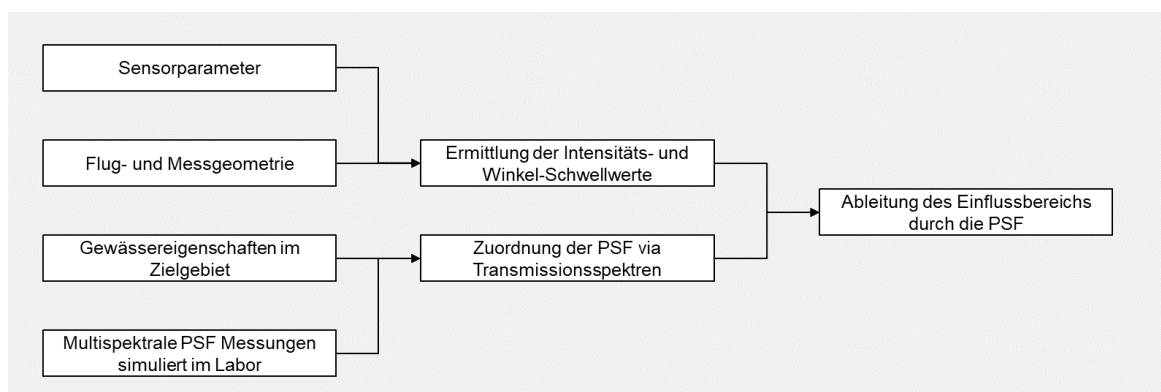 Sensorparameter
Flug- und Messgeometrie
Ermittlung der Intensitäts- und
Winkel-Schwellwerte
Ableitung des Einflussbereichs
durch die PSF
Gewässereigenschaften im
Zielgebiet
Zuordnung der PSF via
Transmissionsspektren
Multispektrale PSF Messungen
simuliert im Labor